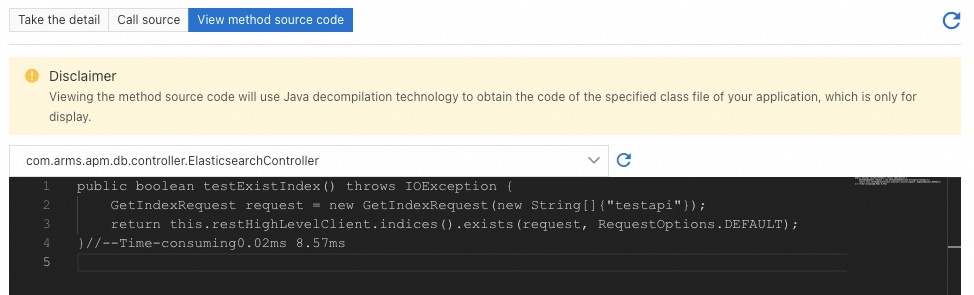 Take the detail Call source View method source code
Disclaimer
Viewing the method source code will use Java decompilation technology to obtain the code of the specified class file of your application, which is only for
display.
com.arms.apm.db.controller.ElasticsearchController
1 public boolean testExistIndex() throws IOException {
2     GetIndexRequest request = new GetIndexRequest(new String[]{"testapi"});
3     return this.restHighLevelClient.indices().exists(request, RequestOptions.DEFAULT);
4 }//--Time-consuming0.02ms 8.57ms
5